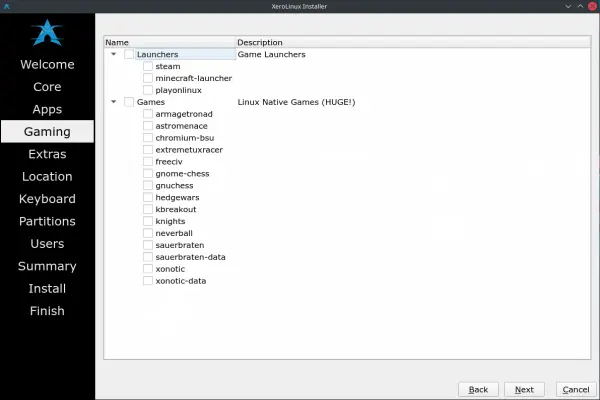 XeroLinux Installer
Welcome
Core
Apps
Gaming
Extras
Location
Keyboard
Partitions
Users
Summary
Install
Finish
Name Description
Launchers Game Launchers
steam
minecraft-launcher
playonlinux
Games Linux Native Games (HUGE!)
armagetronad
astromenace
chromium-bsu
extremetuxracer
freeciv
gnome-chess
gnuchess
hedgewars
kbreakout
knights
neverball
sauerbraten
sauerbraten-data
xonotic
xonotic-data
Back Next Cancel